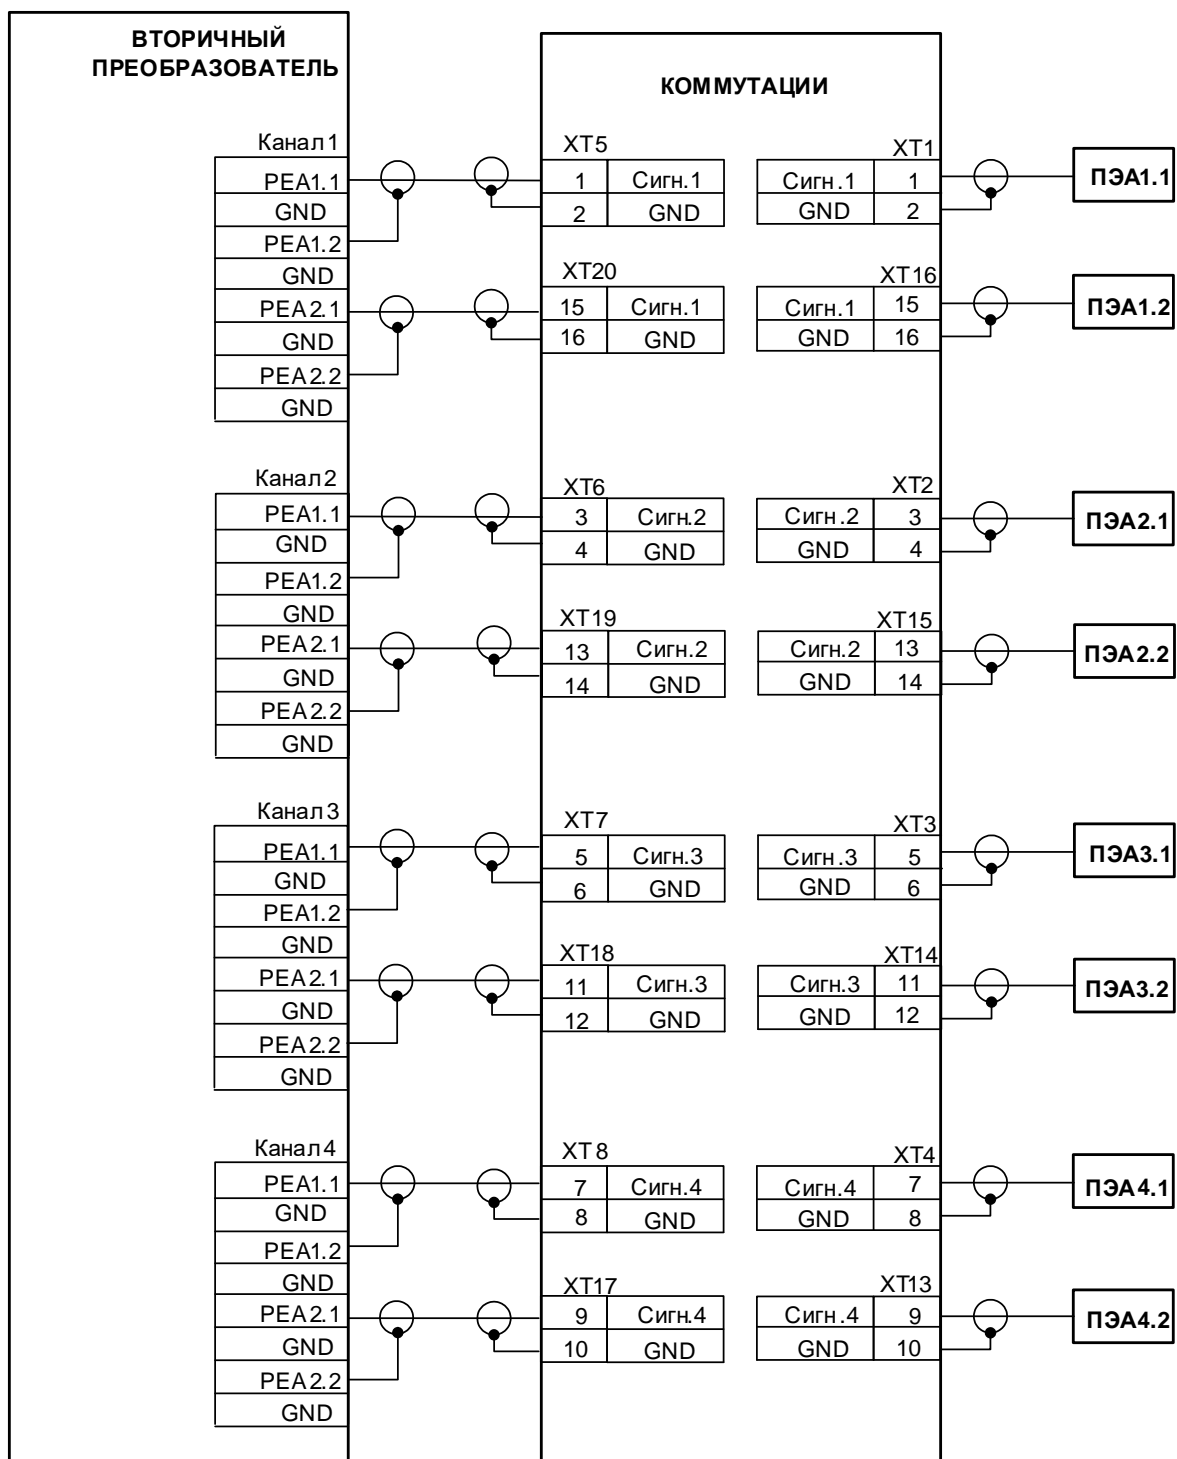 ВТОРИЧНЫЙ
ПРЕОБРАЗОВАТЕЛЬ
КОММУТАЦИИ
Канал 1
PEA1.1
GND
PEA1.2
GND
PEA2.1
GND
PEA2.2
GND
XT5
1 Сигн.1
2 GND
XT1
Сигн.1 1
GND 2
ПЭА1.1
XT20
15 Сигн.1
16 GND
XT16
Сигн.1 15
GND 16
ПЭА1.2
Канал 2
PEA1.1
GND
PEA1.2
GND
PEA2.1
GND
PEA2.2
GND
XT6
3 Сигн.2
4 GND
XT2
Сигн.2 3
GND 4
ПЭА2.1
XT19
13 Сигн.2
14 GND
XT15
Сигн.2 13
GND 14
ПЭА2.2
Канал 3
PEA1.1
GND
PEA1.2
GND
PEA2.1
GND
PEA2.2
GND
XT7
5 Сигн.3
6 GND
XT3
Сигн.3 5
GND 6
ПЭА3.1
XT18
11 Сигн.3
12 GND
XT14
Сигн.3 11
GND 12
ПЭА3.2
Канал 4
PEA1.1
GND
PEA1.2
GND
PEA2.1
GND
PEA2.2
GND
XT8
7 Сигн.4
8 GND
XT4
Сигн.4 7
GND 8
ПЭА4.1
XT17
9 Сигн.4
10 GND
XT13
Сигн.4 9
GND 10
ПЭА4.2